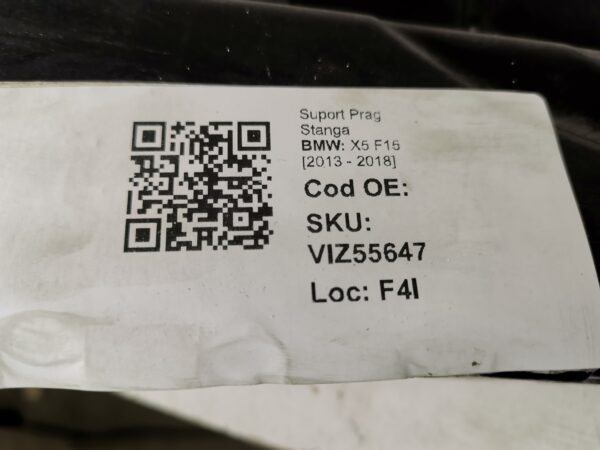 Suport Prag
Stanga
BMW: X5 F15
[2013 - 2018]
Cod OE:
SKU:
VIZ55647
Loc: F4I